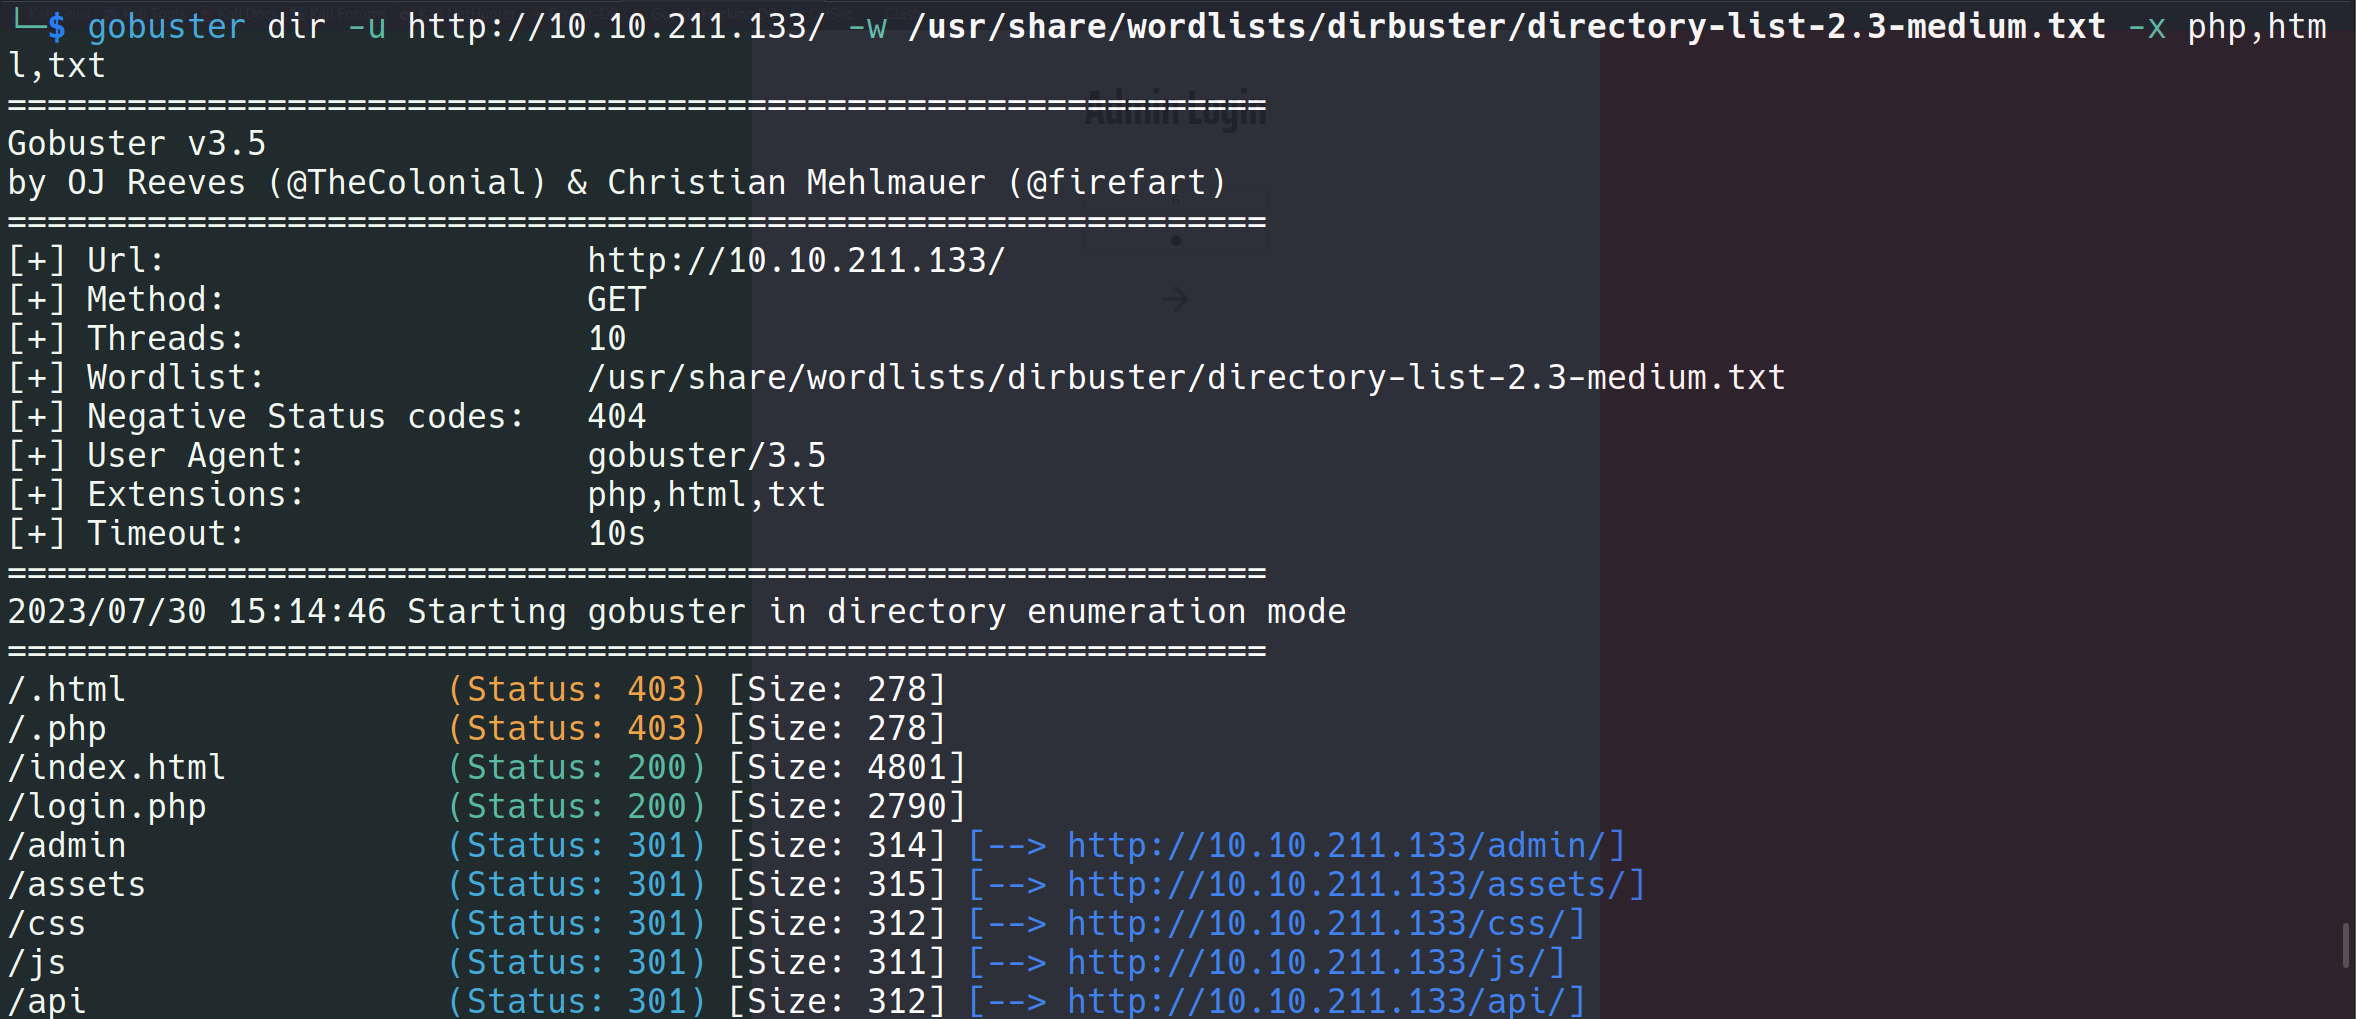 └─$ gobuster dir -u http://10.10.211.133/ -w /usr/share/wordlists/dirbuster/directory-list-2.3-medium.txt -x php,htm
l,txt
===============================================================
Admin Login
Gobuster v3.5
by OJ Reeves (@TheColonial) & Christian Mehlmauer (@firefart)
===============================================================
[+] Url:                     http://10.10.211.133/
[+] Method:                  GET
[+] Threads:                 10
[+] Wordlist:                /usr/share/wordlists/dirbuster/directory-list-2.3-medium.txt
[+] Negative Status codes:   404
[+] User Agent:              gobuster/3.5
[+] Extensions:              php,html,txt
[+] Timeout:                 10s
===============================================================
2023/07/30 15:14:46 Starting gobuster in directory enumeration mode
===============================================================
/.html                (Status: 403) [Size: 278]
/.php                 (Status: 403) [Size: 278]
/index.html           (Status: 200) [Size: 4801]
/login.php            (Status: 200) [Size: 2790]
/admin                (Status: 301) [Size: 314] [--> http://10.10.211.133/admin/]
/assets               (Status: 301) [Size: 315] [--> http://10.10.211.133/assets/]
/css                  (Status: 301) [Size: 312] [--> http://10.10.211.133/css/]
/js                   (Status: 301) [Size: 311] [--> http://10.10.211.133/js/]
/api                  (Status: 301) [Size: 312] [--> http://10.10.211.133/api/]